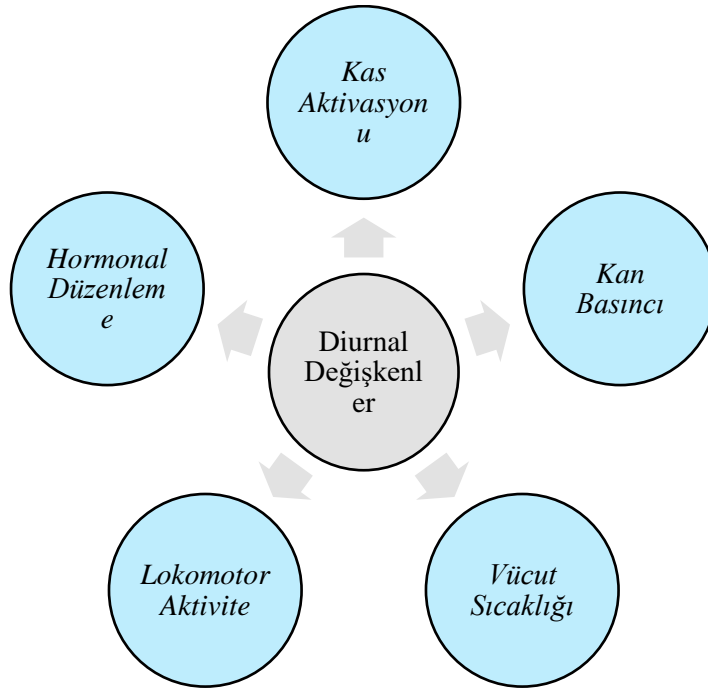 Kas
Aktivasyon
u
Hormonal
Düzenlem
e
Kan
Basıncı
Diurnal
Değişkenl
er
Lokomotor
Aktivite
Vücut
Sıcaklığı